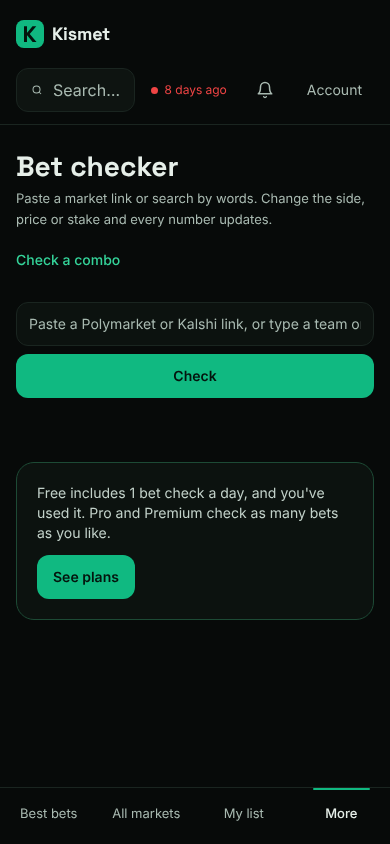 K Kismet
Search...
8 days ago
Account
Bet checker
Paste a market link or search by words. Change the side,
price or stake and every number updates.
Check a combo
Paste a Polymarket or Kalshi link, or type a team o
Check
Free includes 1 bet check a day, and you've
used it. Pro and Premium check as many bets
as you like.
See plans
Best bets
All markets
My list
More